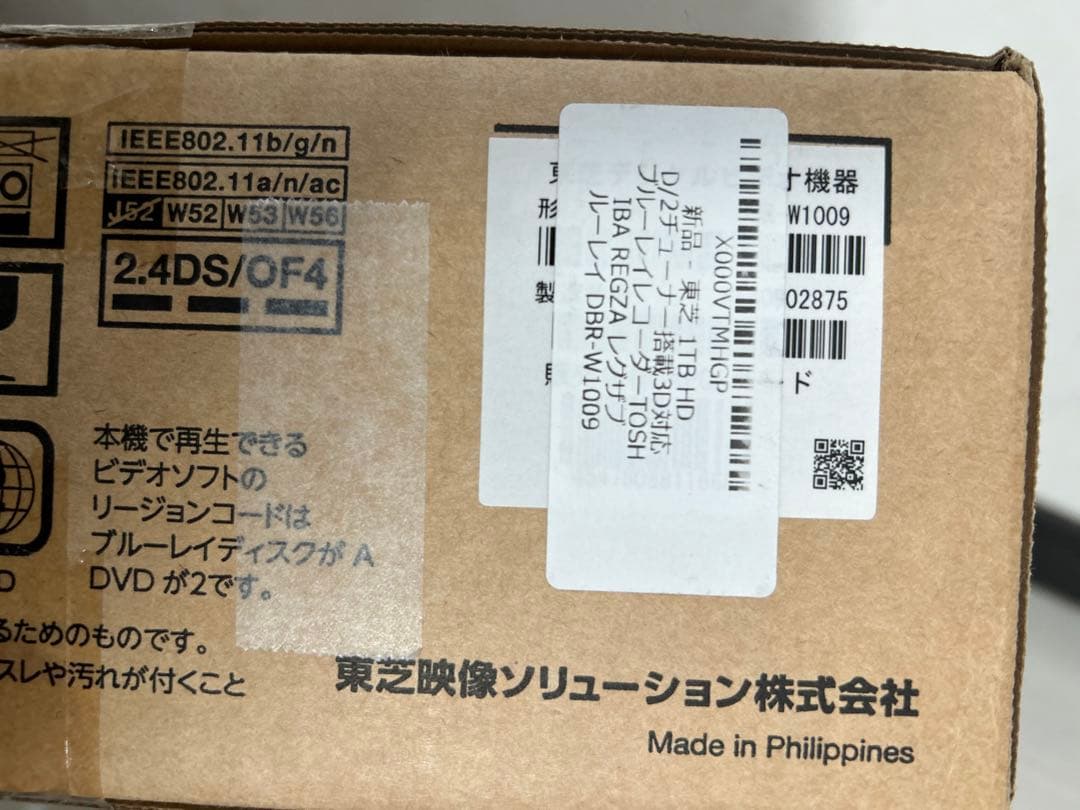 IEEE802.11b/g/n
IEEE802.11a/n/ac
J52 W52 W53 W56
2.4DS/OF4
本機で再生できる
ビデオソフトの
リージョンコードは
ブルーレイディスクが A
DVD が2です。
るためのものです。
スレや汚れが付くこと
D
ナ機器
形
W1009
製
02875
ド
X000VTMHGP
新品 - 東芝 1TB HD
D/2チューナー搭載3D対応
ブルーレイレコーダーTOSH
IBA REGZA レグザブ
ルーレイ DBR-W1009
東芝映像ソリューション株式会社
Made in Philippines